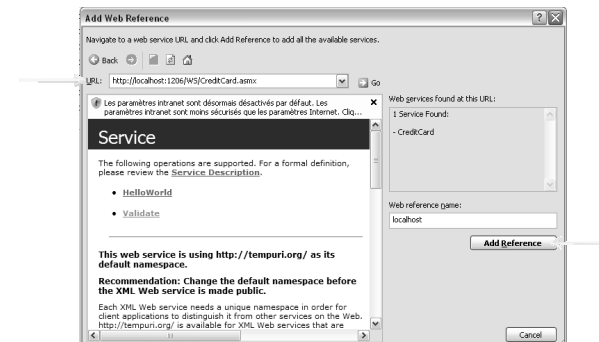 Add Web Reference
Navigate to a web service URL and click Add Reference to add all the available services.
Back
URL: http://localhost:1206/WS/CreditCard.asmx Go
Les paramètres intranet sont désormais désactivés par défaut. Les
paramètres intranet sont moins sécurisés que les paramètres Internet. Cliq...
Service
The following operations are supported. For a formal definition,
please review the Service Description.
• HelloWorld
• Validate
This web service is using http://tempuri.org/ as its
default namespace.
Recommendation: Change the default namespace before
the XML Web service is made public.
Each XML Web service needs a unique namespace in order for
client applications to distinguish it from other services on the Web.
http://tempuri.org/ is available for XML Web services that are
Web services found at this URL:
1 Service Found:
- CreditCard
Web reference name:
localhost
Add Reference
Cancel